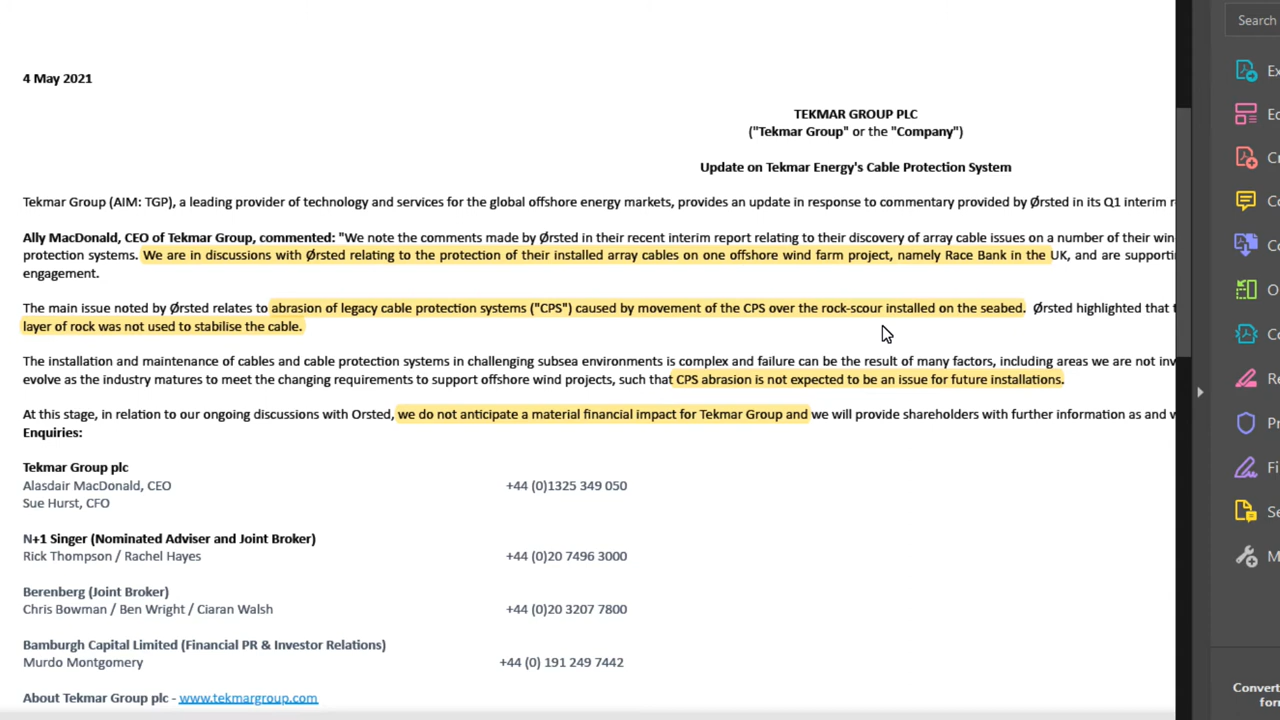 Search
4 May 2021
TEKMAR GROUP PLC
("Tekmar Group" or the "Company")
Update on Tekmar Energy's Cable Protection System
Tekmar Group (AIM: TGP), a leading provider of technology and services for the global offshore energy markets, provides an update in response to commentary provided by Ørsted in its Q1 interim
Ally MacDonald, CEO of Tekmar Group, commented: "We note the comments made by Ørsted in their recent interim report relating to their discovery of array cable issues on a number of their
protection systems. We are in discussions with Ørsted relating to the protection of their installed array cables on one offshore wind farm project, namely Race Bank in the UK, and are
engagement.
The main issue noted by Ørsted relates to abrasion of legacy cable protection systems ("CPS") caused by movement of the CPS over the rock-scour installed on the seabed. Ørsted highlighted
layer of rock was not used to stabilise the cable.
The installation and maintenance of cables and cable protection systems in challenging subsea environments is complex and failure can be the result of many factors, including areas we are not
evolve as the industry matures to meet the changing requirements to support offshore wind projects, such that CPS abrasion is not expected to be an issue for future installations.
At this stage, in relation to our ongoing discussions with Orsted, we do not anticipate a material financial impact for Tekmar Group and we will provide shareholders with further information as and
Enquiries:
Tekmar Group plc
Alasdair MacDonald, CEO +44 (0)1325 349 050
Sue Hurst, CFO
N+1 Singer (Nominated Adviser and Joint Broker)
Rick Thompson / Rachel Hayes +44 (0)20 7496 3000
Berenberg (Joint Broker)
Chris Bowman / Ben Wright / Ciaran Walsh +44 (0)20 3207 7800
Bamburgh Capital Limited (Financial PR & Investor Relations)
Murdo Montgomery +44 (0) 191 249 7442
About Tekmar Group plc - www.tekmargroup.com
Convert